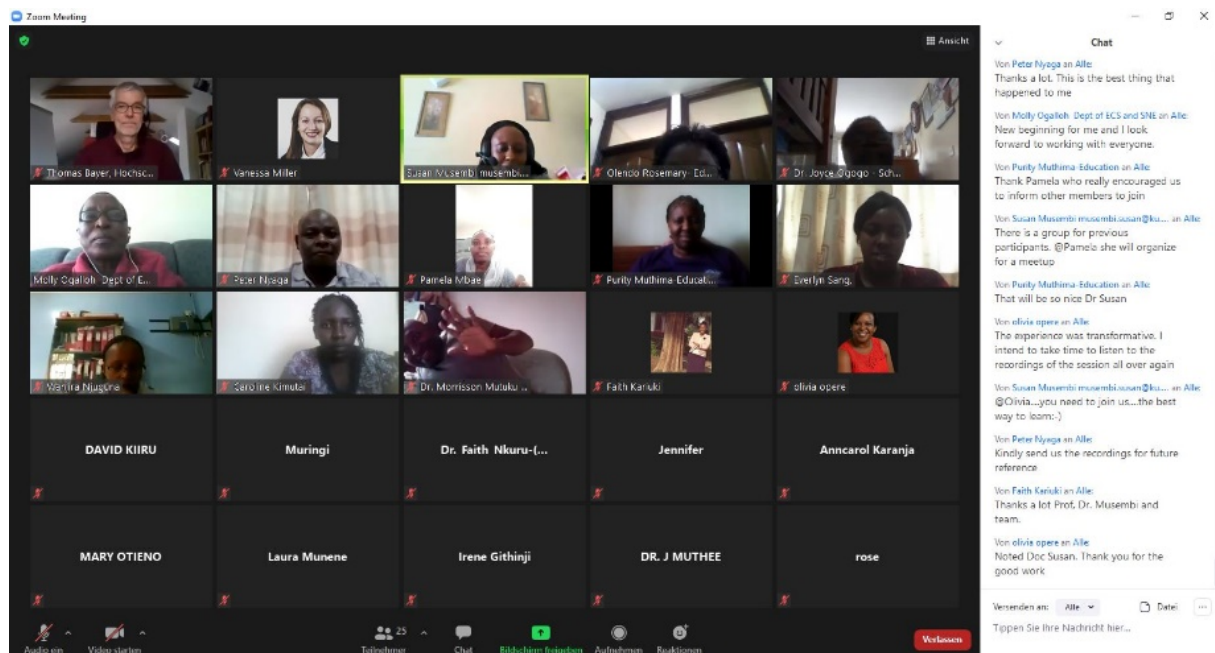 Zoom Meeting
Ansicht
Thomas Bayer, Hochsc...
Vanessa Miller
Susan Musembi musembi....
Olendo Rosemary- Ed...
Dr. Joyce Ogogo - Sch...
Molly Ogalloh Dept of E...
Peter Nyaga
Pamela Mbae
Purity Muthima-Educati...
Everlyn Sang,
Wamira Njuguna
Caroline Kimutai
Dr. Morrisson Mutuku ...
Faith Kariuki
olivia opere
DAVID KIIRU
Muringi
Dr. Faith Nkuru-(...
Jennifer
Anncarol Karanja
MARY OTIENO
Laura Munene
Irene Githinji
DR. J MUTHEE
rose
Audio ein
Video starten
25
Teilnehmer
Chat
Bildschirm freigeben
Aufnehmen
Reaktionen
Verlassen
Chat
Von Peter Nyaga an Alle:
Thanks a lot. This is the best thing that
happened to me
Von Molly Ogalloh Dept of ECS and SNE an Alle:
New beginning for me and I look
forward to working with everyone.
Von Purity Muthima-Education an Alle:
Thank Pamela who really encouraged us
to inform other members to join
Von Susan Musembi musembi.susan@ku.... an Alle:
There is a group for previous
participants. @Pamela she will organize
for a meetup
Von Purity Muthima-Education an Alle:
That will be so nice Dr Susan
Von olivia opere an Alle:
The experience was transformative. I
intend to take time to listen to the
recordings of the session all over again
Von Susan Musembi musembi.susan@ku.... an Alle:
@Olivia....you need to join us....the best
way to learn:-)
Von Peter Nyaga an Alle:
Kindly send us the recordings for future
reference
Von Faith Kariuki an Alle:
Thanks a lot Prof, Dr. Musembi and
team.
Von olivia opere an Alle:
Noted Doc Susan. Thank you for the
good work
Versenden an: Alle
Datei
Tippen Sie Ihre Nachricht hier...